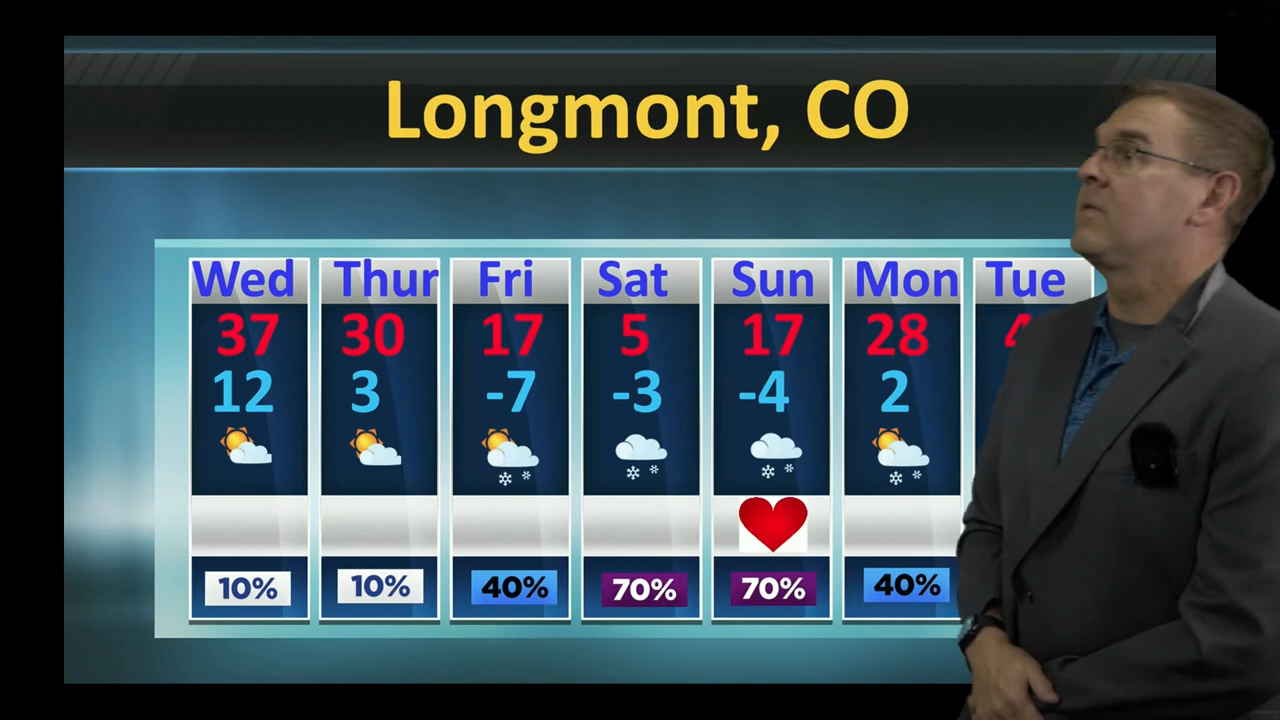 Longmont, CO
Wed Thur Fri Sat Sun Mon Tue
37 30 17 5 17 28
12 3 -7 -3 -4 2
10% 10% 40% 70% 70% 40%